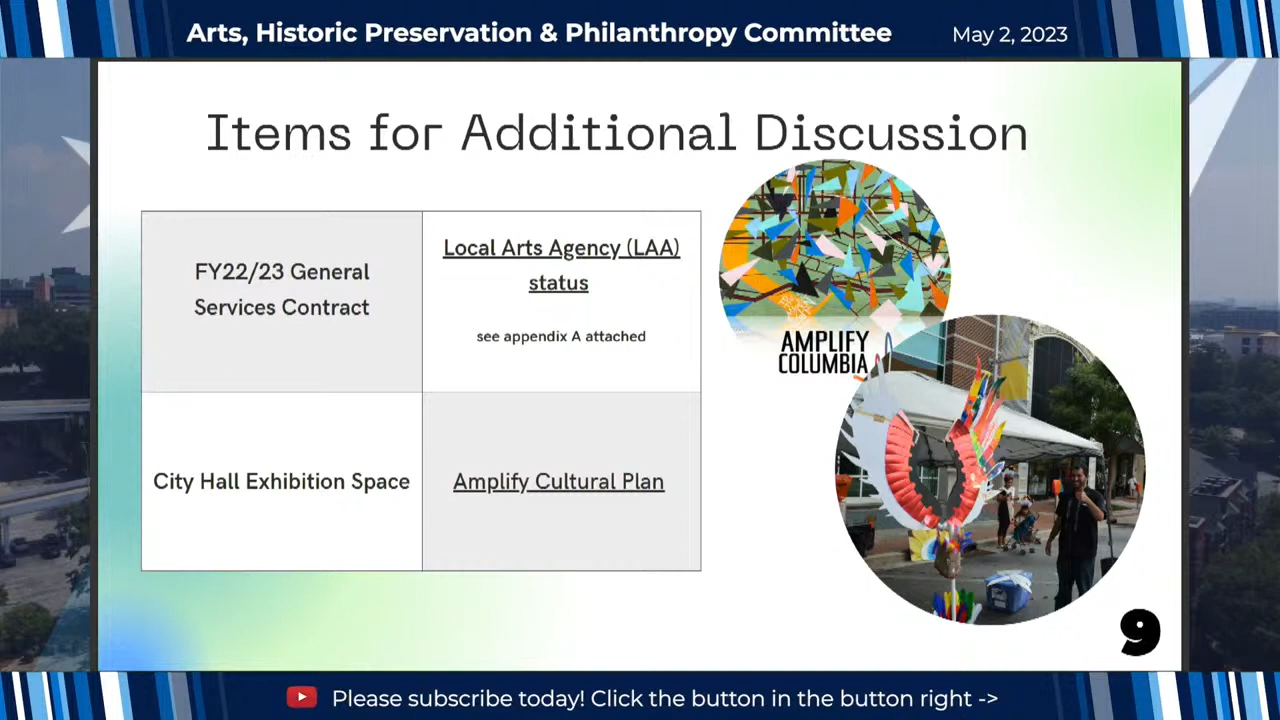 Arts, Historic Preservation & Philanthropy Committee
May 2, 2023
Items for Additional Discussion
FY22/23 General
Services Contract
Local Arts Agency (LAA)
status
see appendix A attached
City Hall Exhibition Space
Amplify Cultural Plan
AMPLIFY
COLUMBIA
9
Please subscribe today! Click the button in the button right ->